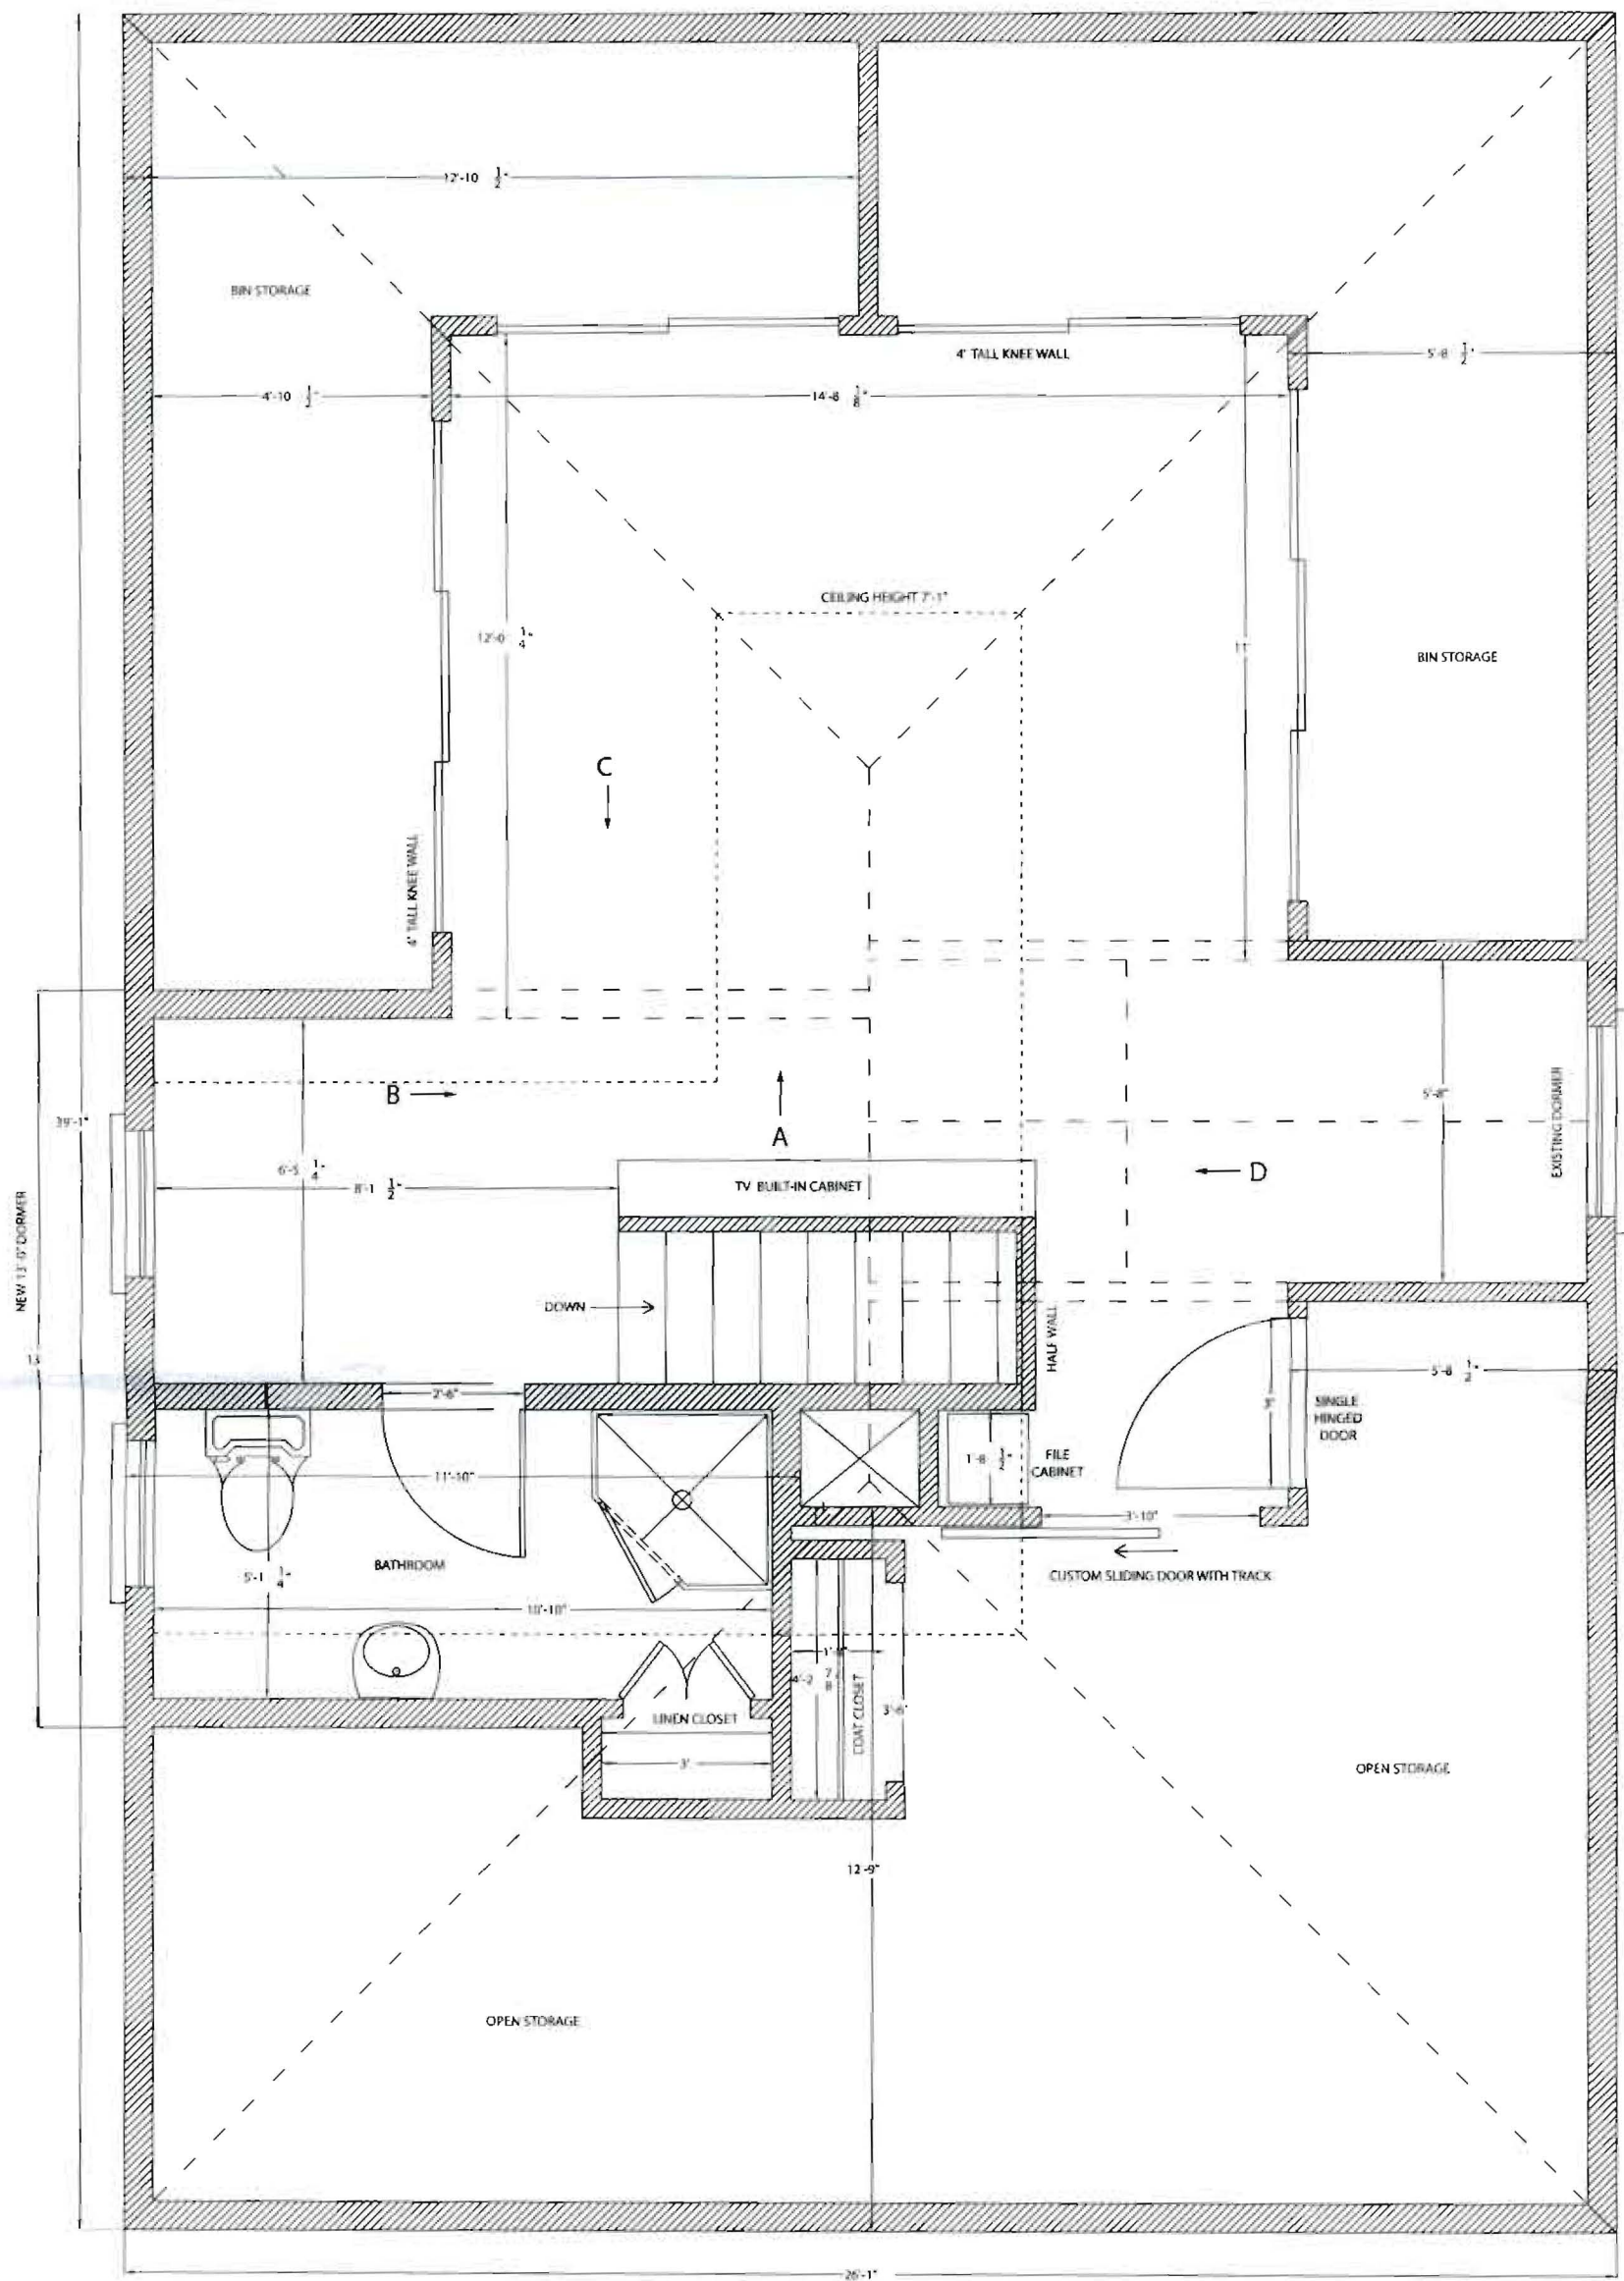 12'-10 1/2"
BIN STORAGE
4' TALL KNEE WALL
5'-8 1/2"
4'-10 1/2"
14'-8 1/8"
CEILING HEIGHT 7'-1"
12'-0 1/4"
11'
BIN STORAGE
C
4' TALL KNEE WALL
B
A
D
39'-1"
5'-8"
EXISTING DORMER
6'-5 1/4"
8'-1 1/2"
TV BUILT-IN CABINET
NEW 13'-0" DORMER
13'
DOWN
HALF WALL
2'-6"
5'-8 1/2"
3'
SINGLE
HINGED
DOOR
1'-8 1/2"
FILE
CABINET
11'-10"
3'-10"
BATHROOM
5'-1 1/4"
CUSTOM SLIDING DOOR WITH TRACK
10'-10"
4'-2 7/8"
COAT CLOSET
3'-6"
LINEN CLOSET
3'
OPEN STORAGE
12'-9"
OPEN STORAGE
26'-1"